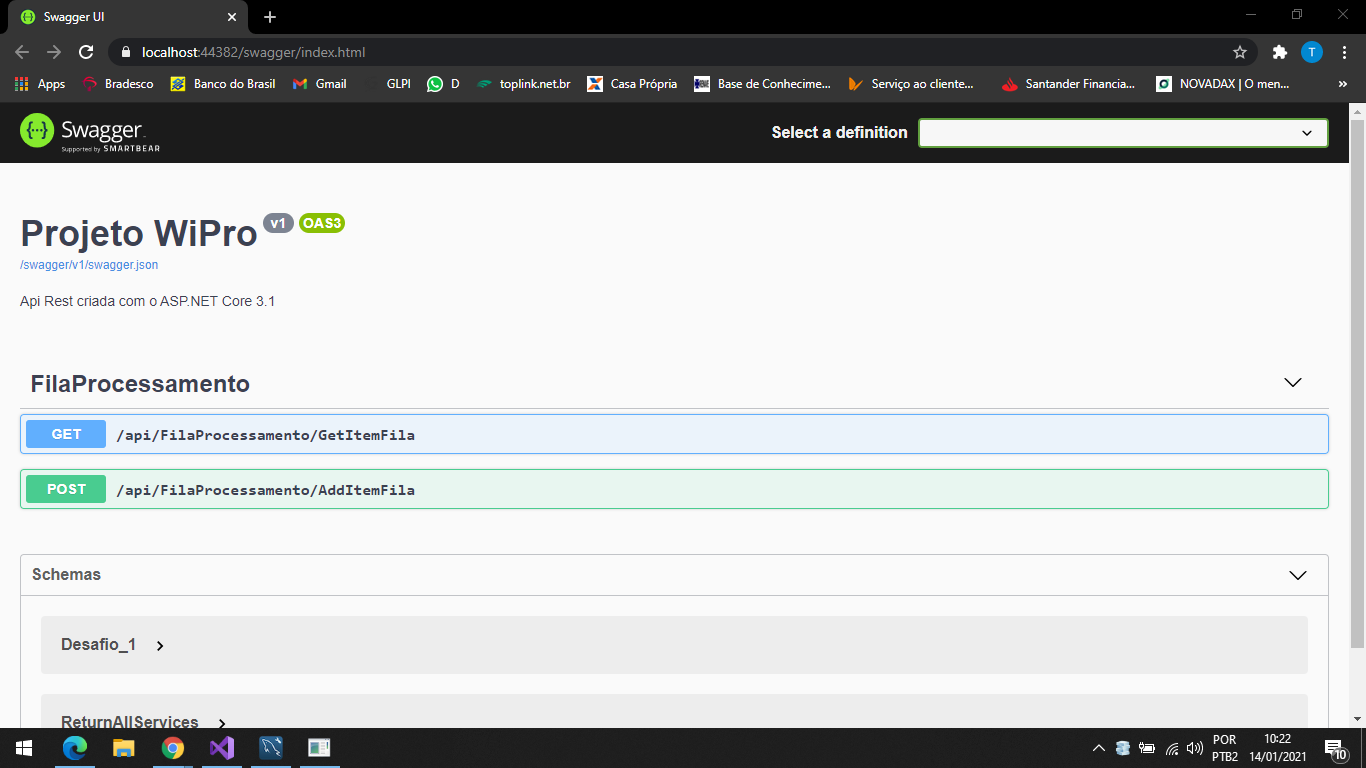 Swagger UI
localhost:44382/swagger/index.html
T
Apps Bradesco Banco do Brasil Gmail GLPI D toplink.net.br Casa Própria Base de Conhecime... Serviço ao cliente... Santander Financia... NOVADAX | O men...
Swagger
Supported by SMARTBEAR
Select a definition
Projeto WiPro v1 OAS3
/swagger/v1/swagger.json
Api Rest criada com o ASP.NET Core 3.1
FilaProcessamento
GET /api/FilaProcessamento/GetItemFila
POST /api/FilaProcessamento/AddItemFila
Schemas
Desafio_1
ReturnAllServices
POR
PTB2
10:22
14/01/2021
10